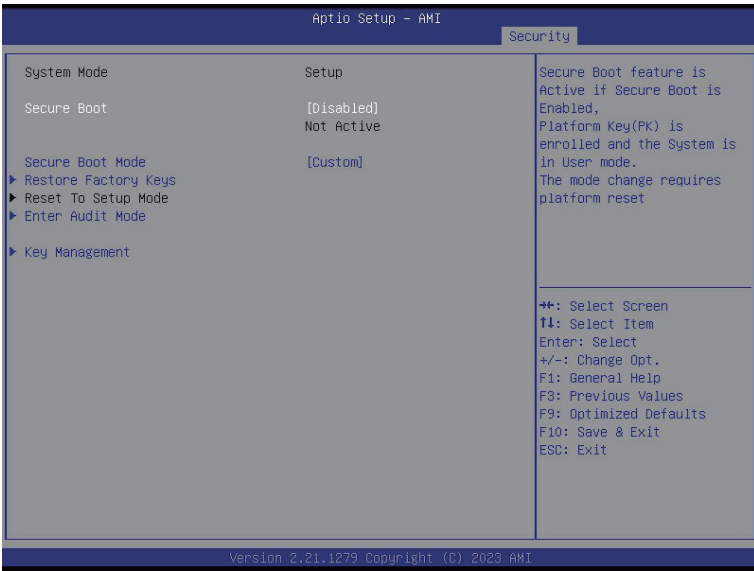 Aptio Setup – AMI
Security
System Mode Setup
Secure Boot [Disabled]
Not Active
Secure Boot Mode [Custom]
Restore Factory Keys
Reset To Setup Mode
Enter Audit Mode
Key Management
Secure Boot feature is
Active if Secure Boot is
Enabled,
Platform Key(PK) is
enrolled and the System is
in User mode.
The mode change requires
platform reset
→←: Select Screen
↑↓: Select Item
Enter: Select
+/-: Change Opt.
F1: General Help
F3: Previous Values
F9: Optimized Defaults
F10: Save & Exit
ESC: Exit
Version 2.21.1279 Copyright (C) 2023 AMI